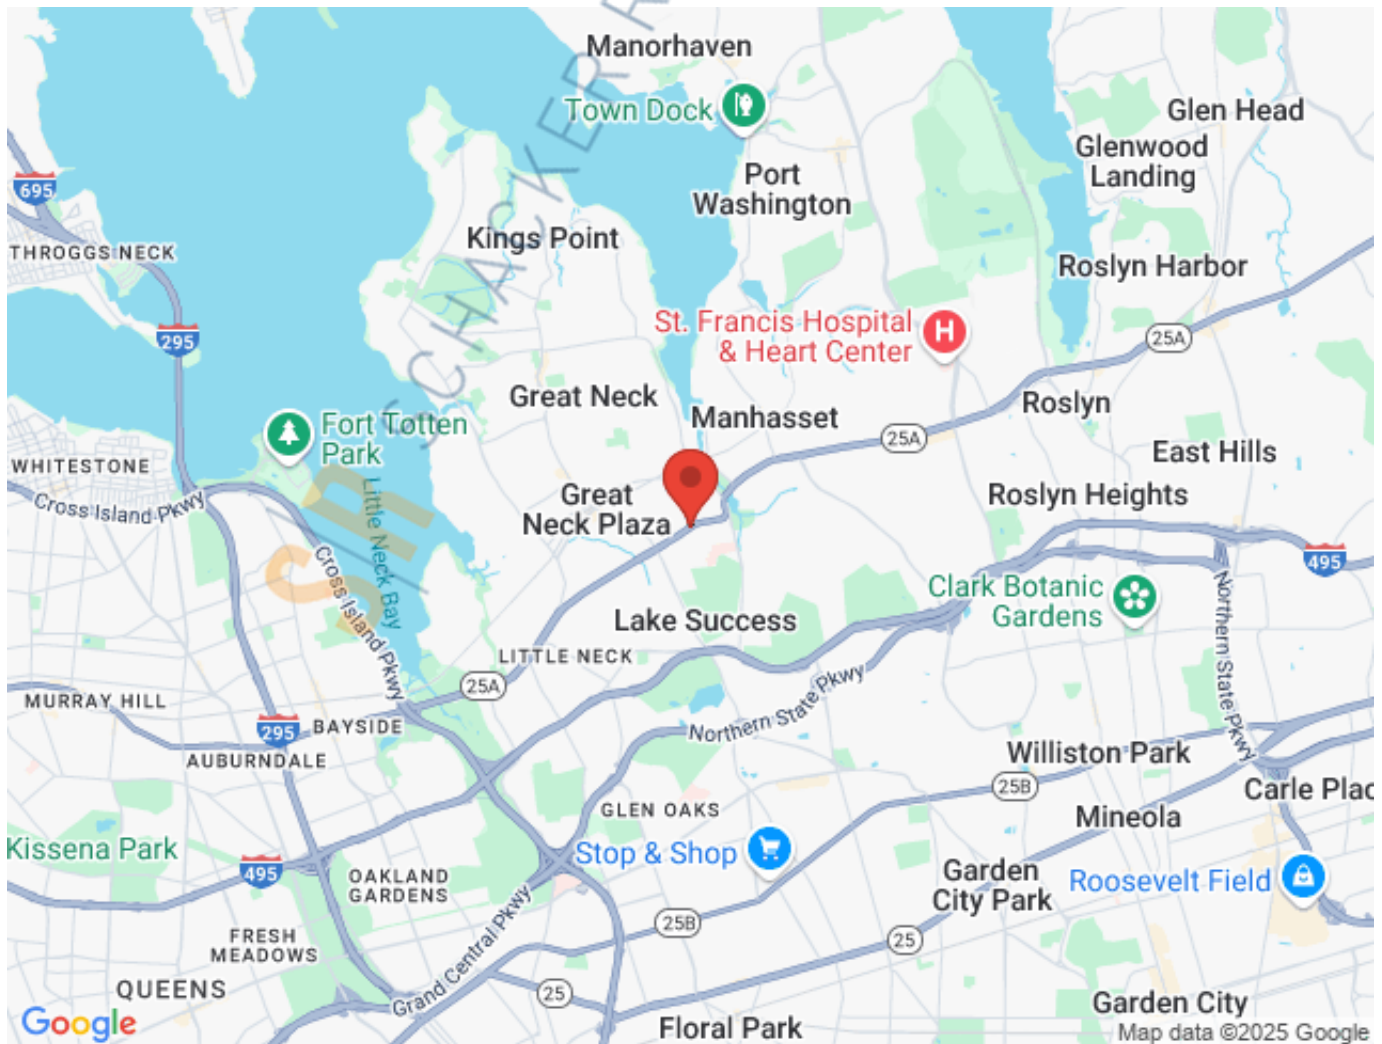 Manorhaven
Town Dock
Glen Head
Glenwood
Landing
Port
Washington
695
Kings Point
THROGGS NECK
Roslyn Harbor
SCHACKER R
St. Francis Hospital
& Heart Center
H
295
25A
Great Neck
Manhasset
Roslyn
Fort Totten
Park
25A
WHITESTONE
East Hills
Cross Island Pkwy
Great
Neck Plaza
Roslyn Heights
Little Neck Bay
495
Cross Island Pkwy
Clark Botanic
Gardens
Northern State Pkwy
Lake Success
LITTLE NECK
25A
MURRAY HILL
295
BAYSIDE
Northern State Pkwy
AUBURNDALE
Williston Park
25B
Carle Plac
GLEN OAKS
Mineola
Kissena Park
Stop & Shop
495
OAKLAND
GARDENS
Garden
City Park
Roosevelt Field
25B
FRESH
MEADOWS
25
Grand Central Pkwy
QUEENS
25
Garden City
Google
Floral Park
Map data ©2025 Google